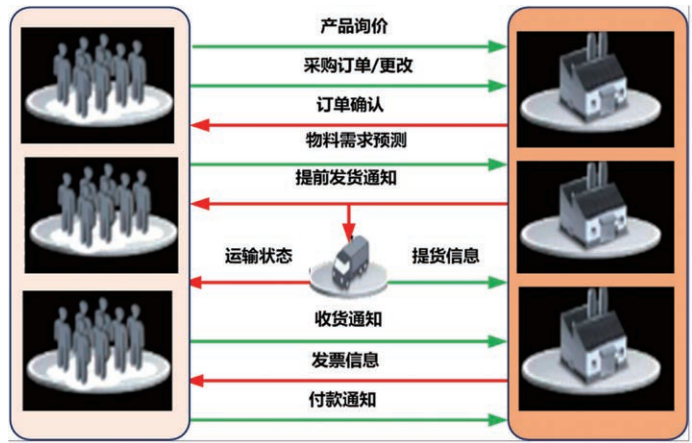 产品询价
采购订单/更改
订单确认
物料需求预测
提前发货通知
运输状态
提货信息
收货通知
发票信息
付款通知